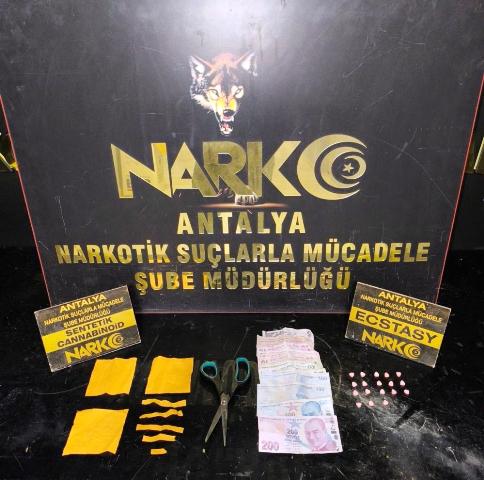 NARKO
ANTALYA
NARKOTİK SUÇLARLA MÜCADELE
ŞUBE MÜDÜRLÜĞÜ
ANTALYA
NARKOTİK SUÇLARLA MÜCADELE
ŞUBE MÜDÜRLÜĞÜ
SENTETİK
CANNABİNOİD
NARKO
ANTALYA
NARKOTİK SUÇLARLA MÜCADELE
ŞUBE MÜDÜRLÜĞÜ
ECSTASY
NARKO
200